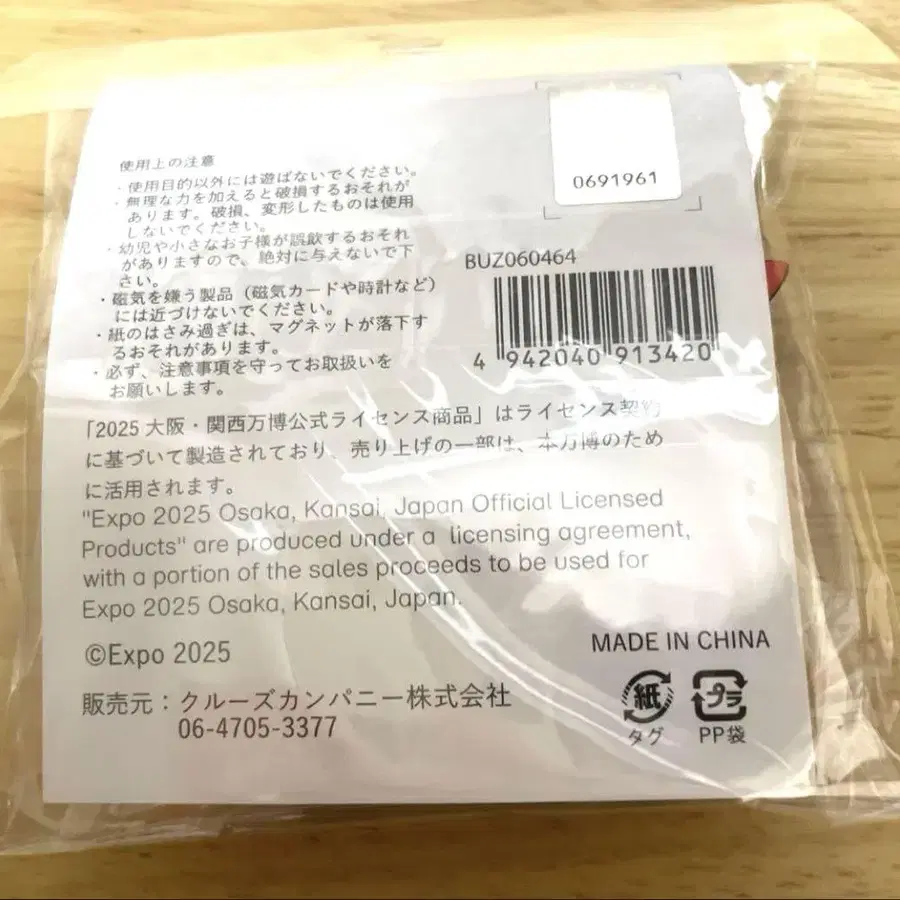 使用上の注意
・使用目的以外には遊ばないでください。
・無理な力を加えると破損するおそれが
あります。破損、変形したものは使用
しないでください。
・幼児や小さなお子様が誤飲するおそれ
がありますので、絶対に与えないで下
さい。
・磁気を嫌う製品（磁気カードや時計など）
には近づけないでください。
・紙のはさみ過ぎは、マグネットが落下す
るおそれがあります。
・必ず、注意事項を守ってお取扱いを
お願いします。
0691961
BUZ060464
4 942040 913420
「2025 大阪・関西万博公式ライセンス商品」はライセンス契約
に基づいて製造されており、売り上げの一部は、本万博のため
に活用されます。
"Expo 2025 Osaka, Kansai, Japan Official Licensed
Products" are produced under a licensing agreement,
with a portion of the sales proceeds to be used for
Expo 2025 Osaka, Kansai, Japan.
©Expo 2025
MADE IN CHINA
販売元：クルーズカンパニー株式会社
06-4705-3377
紙
タグ
プラ
PP袋